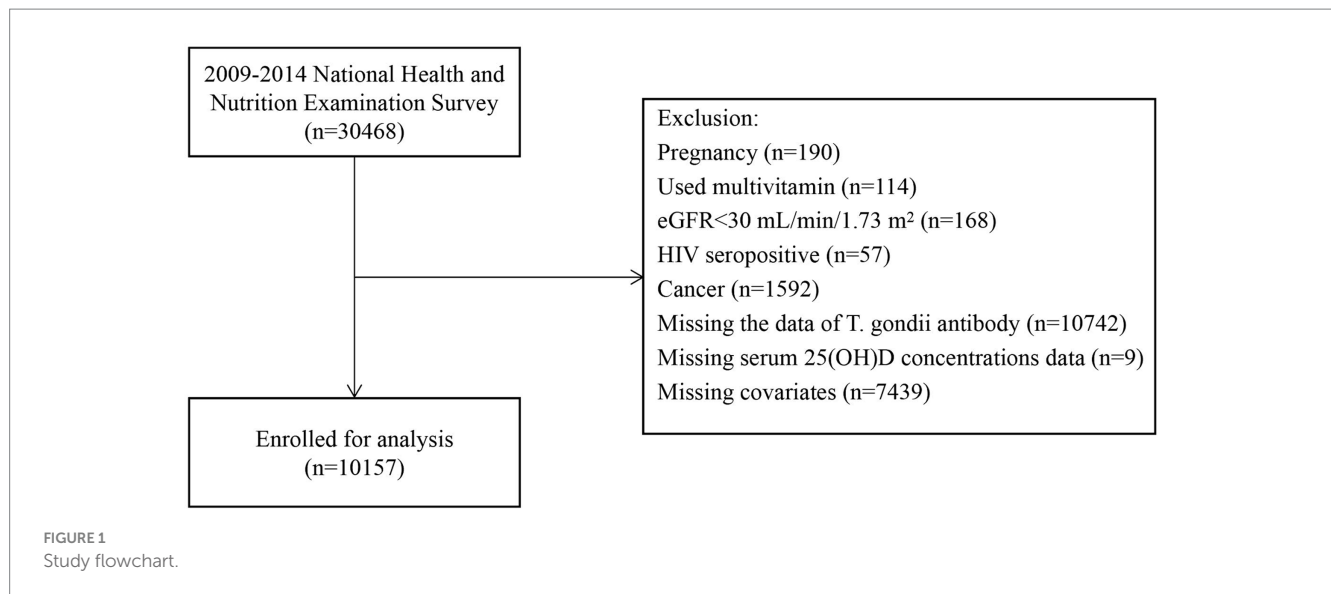 2009-2014 National Health and
Nutrition Examination Survey
(n=30468)
Exclusion:
Pregnancy (n=190)
Used multivitamin (n=114)
eGFR<30 mL/min/1.73 m² (n=168)
HIV seropositive (n=57)
Cancer (n=1592)
Missing the data of T. gondii antibody (n=10742)
Missing serum 25(OH)D concentrations data (n=9)
Missing covariates (n=7439)
Enrolled for analysis
(n=10157)
FIGURE 1
Study flowchart.